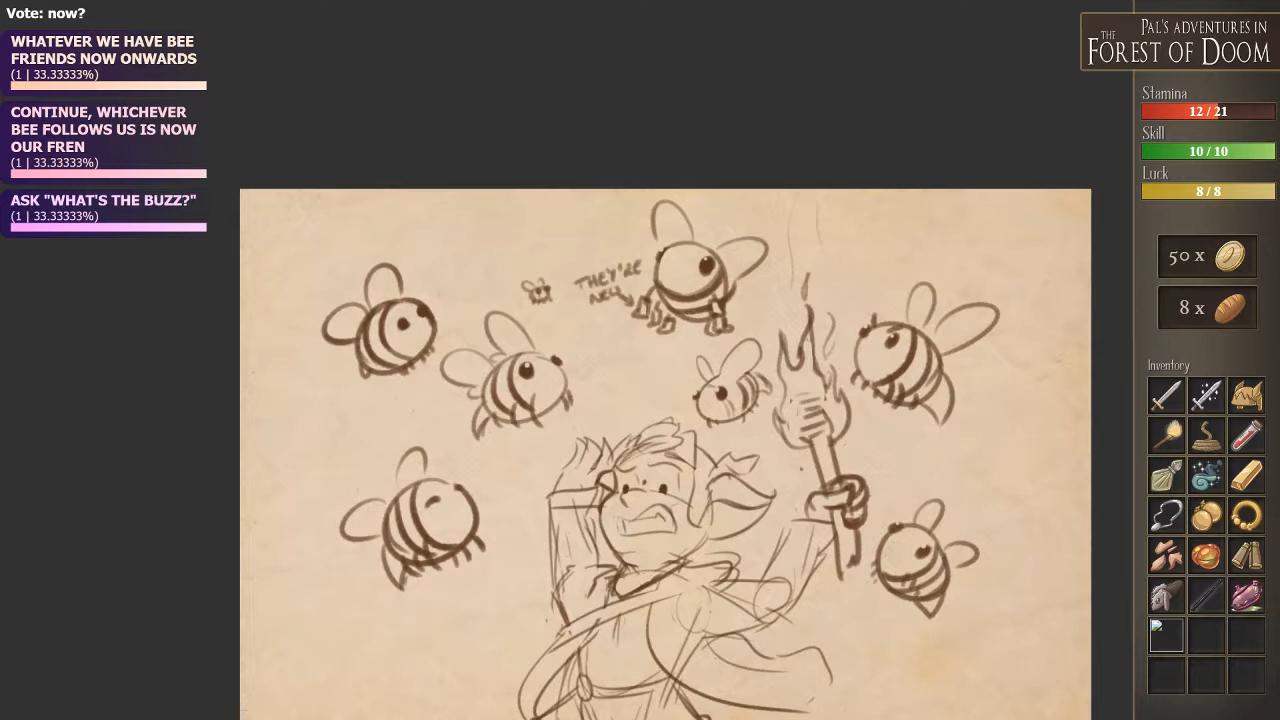 Vote: now?
WHATEVER WE HAVE BEE
FRIENDS NOW ONWARDS
(1 | 33.33333%)
CONTINUE, WHICHEVER
BEE FOLLOWS US IS NOW
OUR FREN
(1 | 33.33333%)
ASK "WHAT'S THE BUZZ?"
(1 | 33.33333%)
THEY'RE
PAL'S ADVENTURES IN
THE
FOREST OF DOOM
Stamina
12 / 21
Skill
10 / 10
Luck
8 / 8
50 x
8 x
Inventory